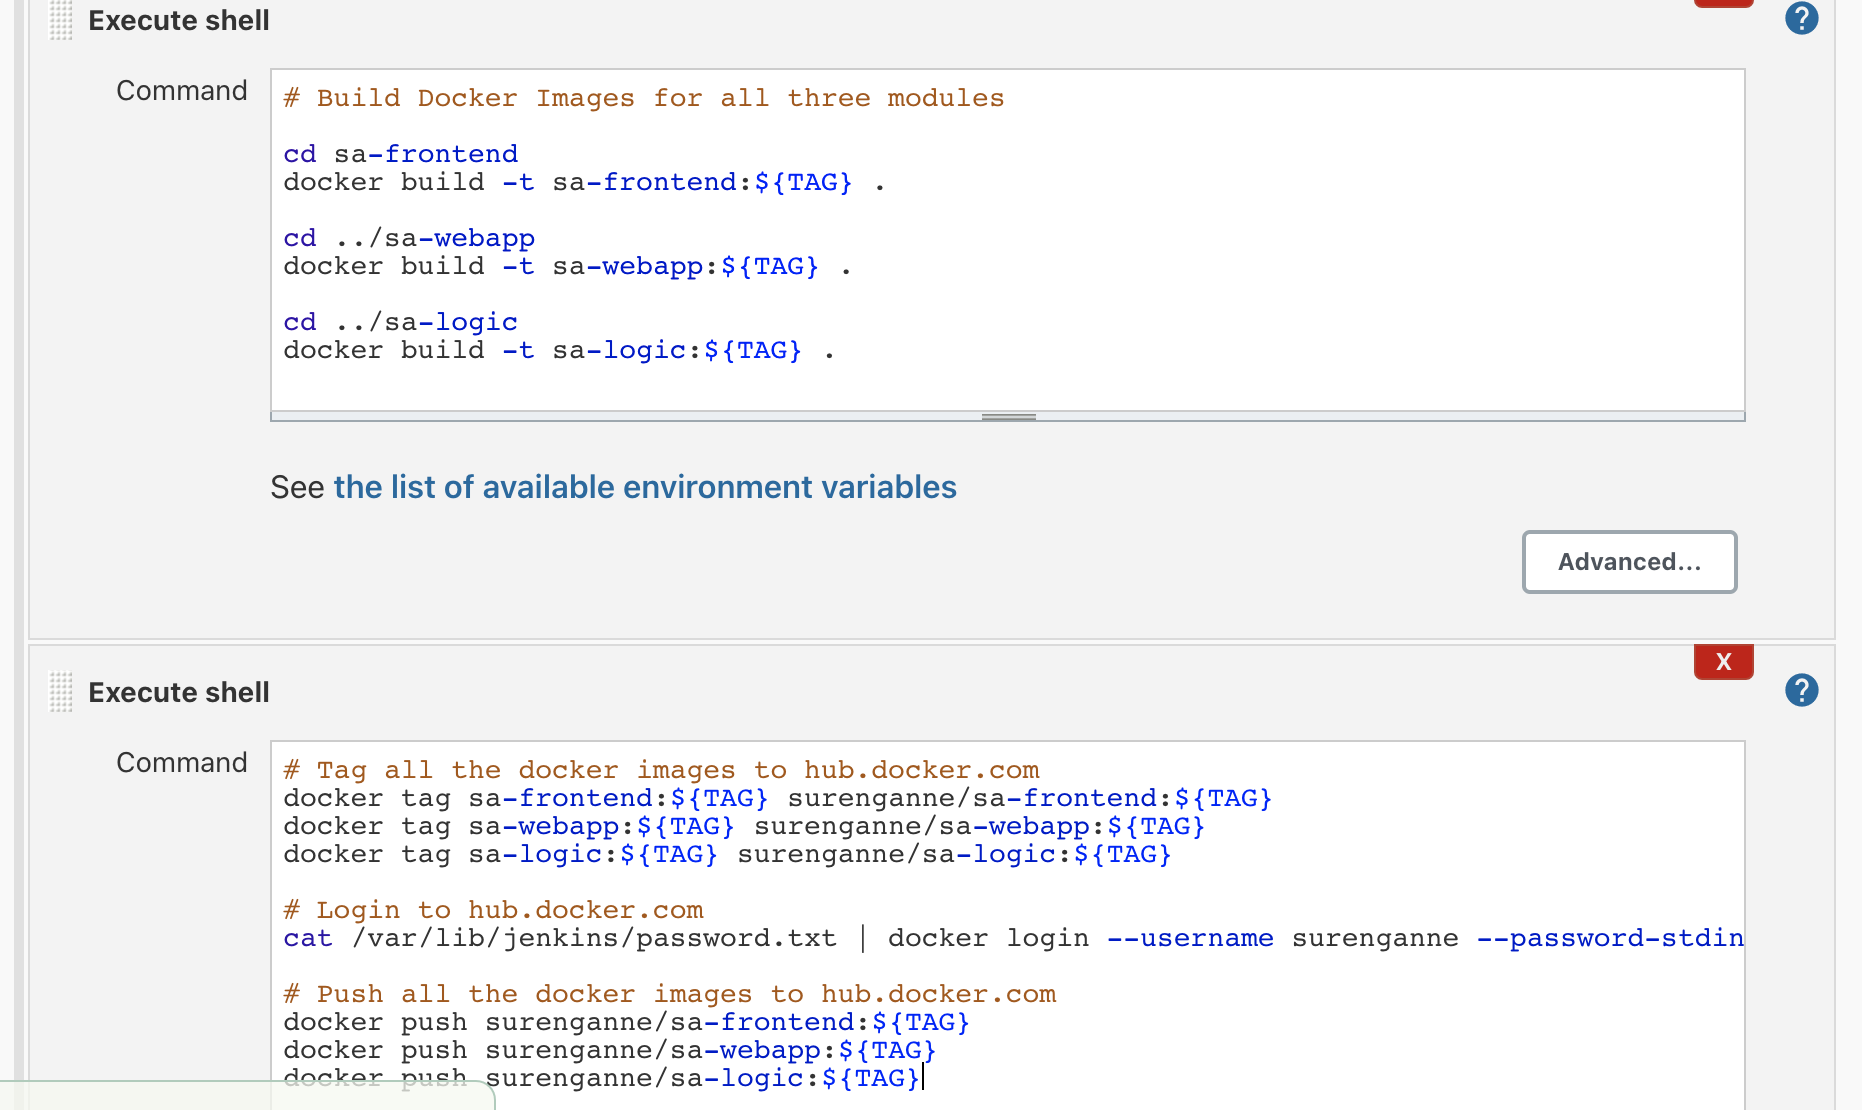 Execute shell
?
Command
# Build Docker Images for all three modules
cd sa-frontend
docker build -t sa-frontend:${TAG} .
cd ../sa-webapp
docker build -t sa-webapp:${TAG} .
cd ../sa-logic
docker build -t sa-logic:${TAG} .
See the list of available environment variables
Advanced...
X
Execute shell
?
Command
# Tag all the docker images to hub.docker.com
docker tag sa-frontend:${TAG} surenganne/sa-frontend:${TAG}
docker tag sa-webapp:${TAG} surenganne/sa-webapp:${TAG}
docker tag sa-logic:${TAG} surenganne/sa-logic:${TAG}
# Login to hub.docker.com
cat /var/lib/jenkins/password.txt | docker login --username surenganne --password-stdin
# Push all the docker images to hub.docker.com
docker push surenganne/sa-frontend:${TAG}
docker push surenganne/sa-webapp:${TAG}
docker push surenganne/sa-logic:${TAG}